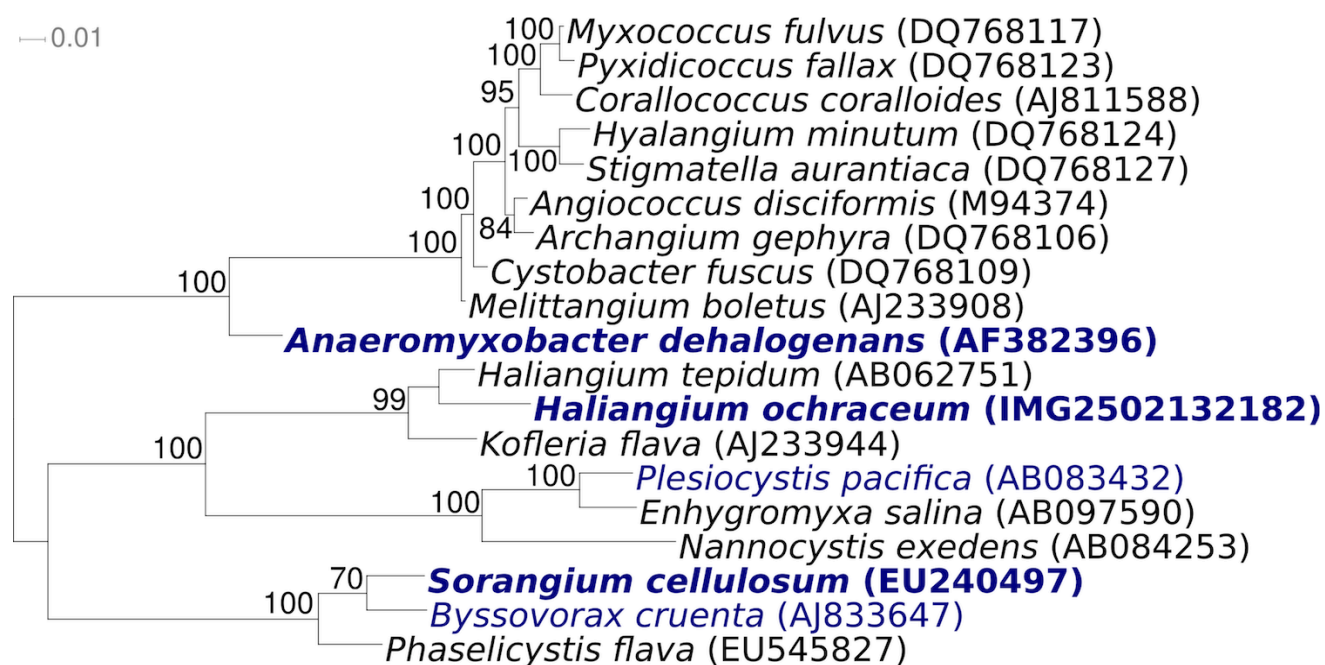 0.01
100 Myxococcus fulvus (DQ768117)
100 Pyxidicoccus fallax (DQ768123)
95 Corallococcus coralloides (AJ811588)
Hyalangium minutum (DQ768124)
100 100 Stigmatella aurantiaca (DQ768127)
100 Angiococcus disciformis (M94374)
100 84 Archangium gephyra (DQ768106)
100 Cystobacter fuscus (DQ768109)
Melittangium boletus (AJ233908)
Anaeromyxobacter dehalogenans (AF382396)
Haliangium tepidum (AB062751)
99 Haliangium ochraceum (IMG2502132182)
100 Kofleria flava (AJ233944)
100 Plesiocystis pacifica (AB083432)
100 Enhygromyxa salina (AB097590)
Nannocystis exedens (AB084253)
70 Sorangium cellulosum (EU240497)
100 Byssovorax cruenta (AJ833647)
Phaselicystis flava (EU545827)